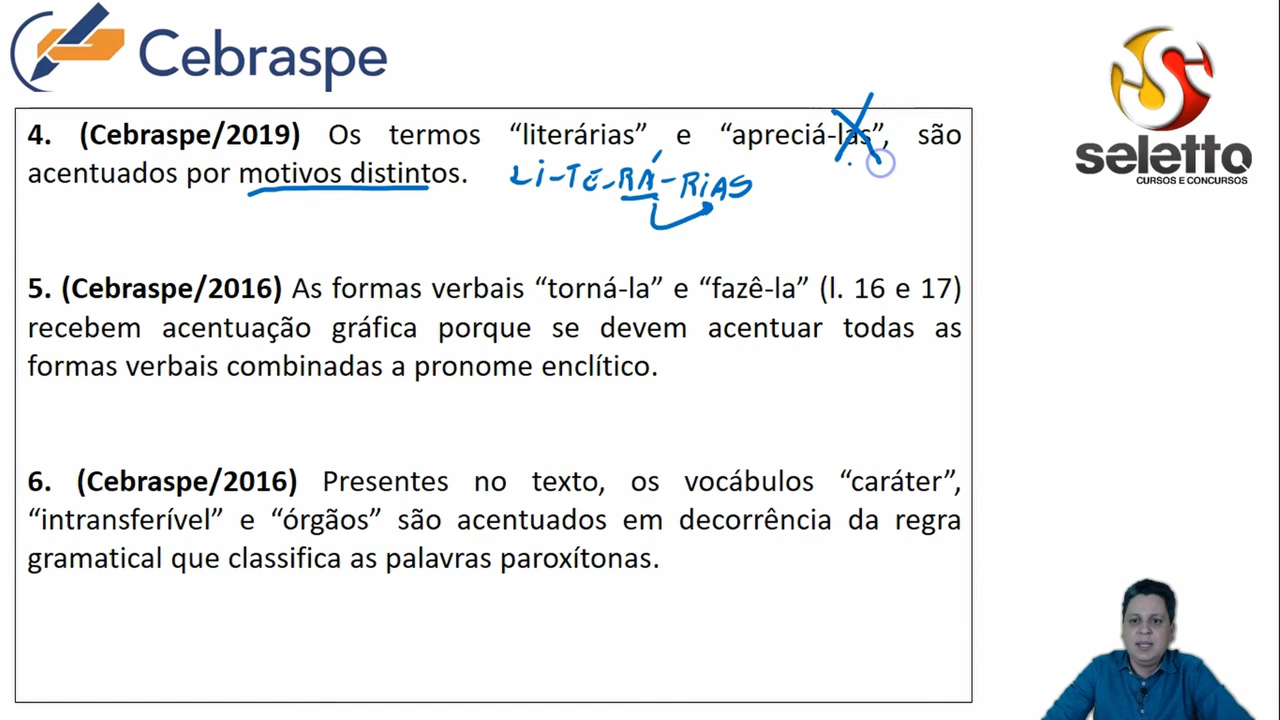 Cebraspe
seletto
CURSOS E CONCURSOS
4. (Cebraspe/2019) Os termos “literárias” e “apreciá-las”, são
acentuados por motivos distintos.
LI-TE-RÁ-RIAS
5. (Cebraspe/2016) As formas verbais “torná-la” e “fazê-la” (l. 16 e 17)
recebem acentuação gráfica porque se devem acentuar todas as
formas verbais combinadas a pronome enclítico.
6. (Cebraspe/2016) Presentes no texto, os vocábulos “caráter”,
“intransferível” e “órgãos” são acentuados em decorrência da regra
gramatical que classifica as palavras paroxítonas.